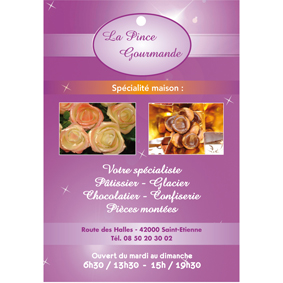 La Pince
Gourmande
Spécialité maison :
Votre spécialiste
Pâtissier - Glacier
Chocolatier - Confiserie
Pièces montées
Route des Halles - 42000 Saint-Étienne
Tél. 08 50 20 30 02
Ouvert du mardi au dimanche
6h30 / 13h30 - 15h / 19h30